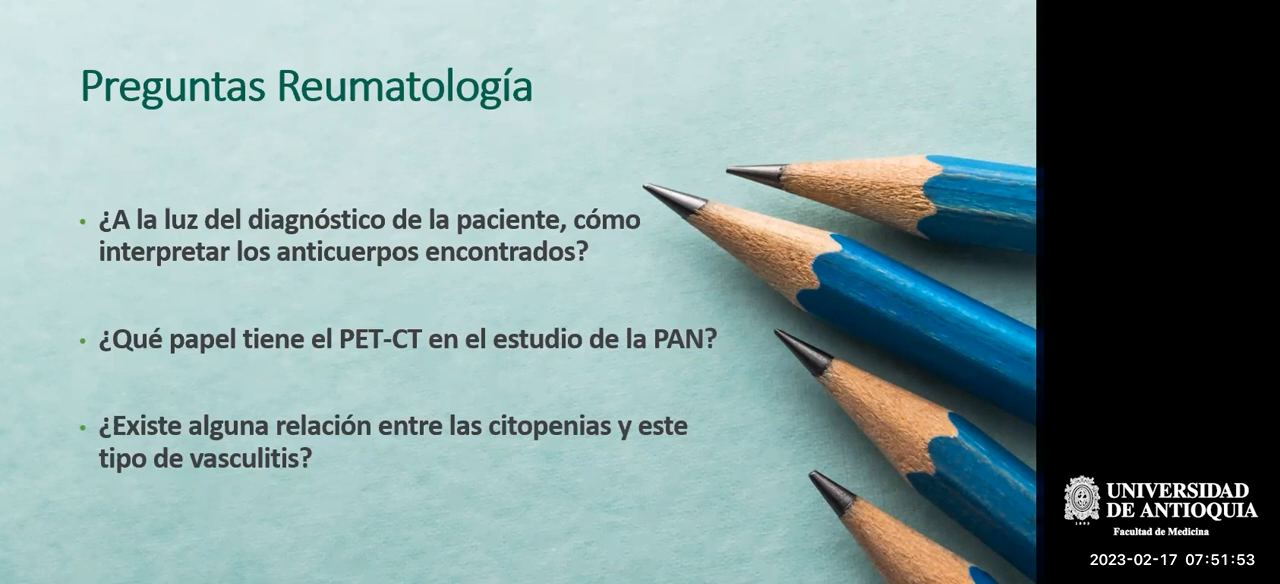 Preguntas Reumatología
• ¿A la luz del diagnóstico de la paciente, cómo
interpretar los anticuerpos encontrados?
• ¿Qué papel tiene el PET-CT en el estudio de la PAN?
• ¿Existe alguna relación entre las citopenias y este
tipo de vasculitis?
UNIVERSIDAD
DE ANTIOQUIA
Facultad de Medicina
2023-02-17 07:51:53